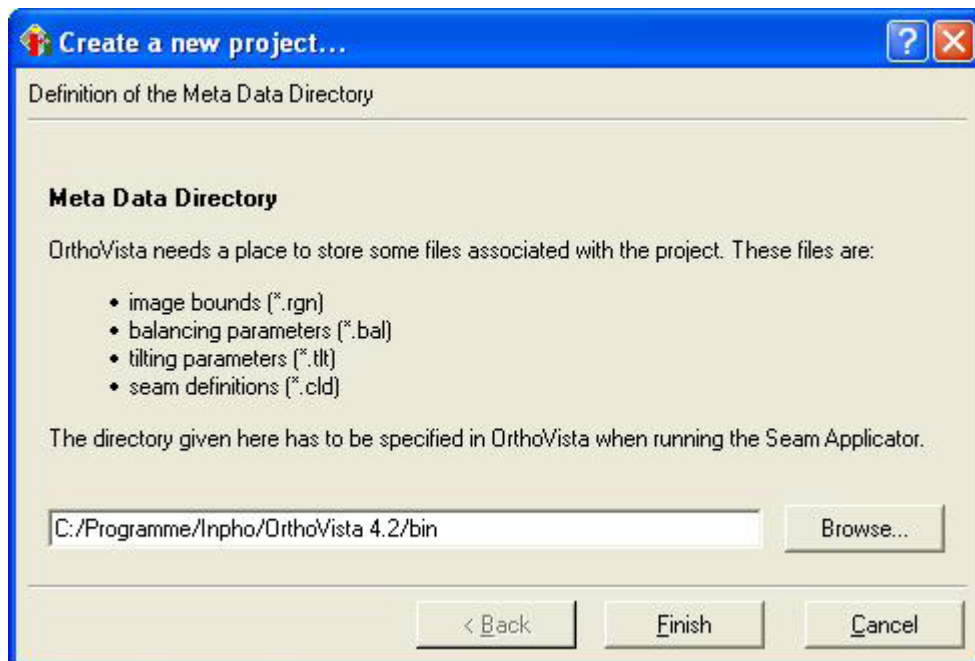 Create a new project...
Definition of the Meta Data Directory
Meta Data Directory
OrthoVista needs a place to store some files associated with the project. These files are:
• image bounds (*.rgn)
• balancing parameters (*.bal)
• tilting parameters (*.tlt)
• seam definitions (*.cld)
The directory given here has to be specified in OrthoVista when running the Seam Applicator.
C:/Programme/Inpho/OrthoVista 4.2/bin
Browse...
< Back
Finish
Cancel